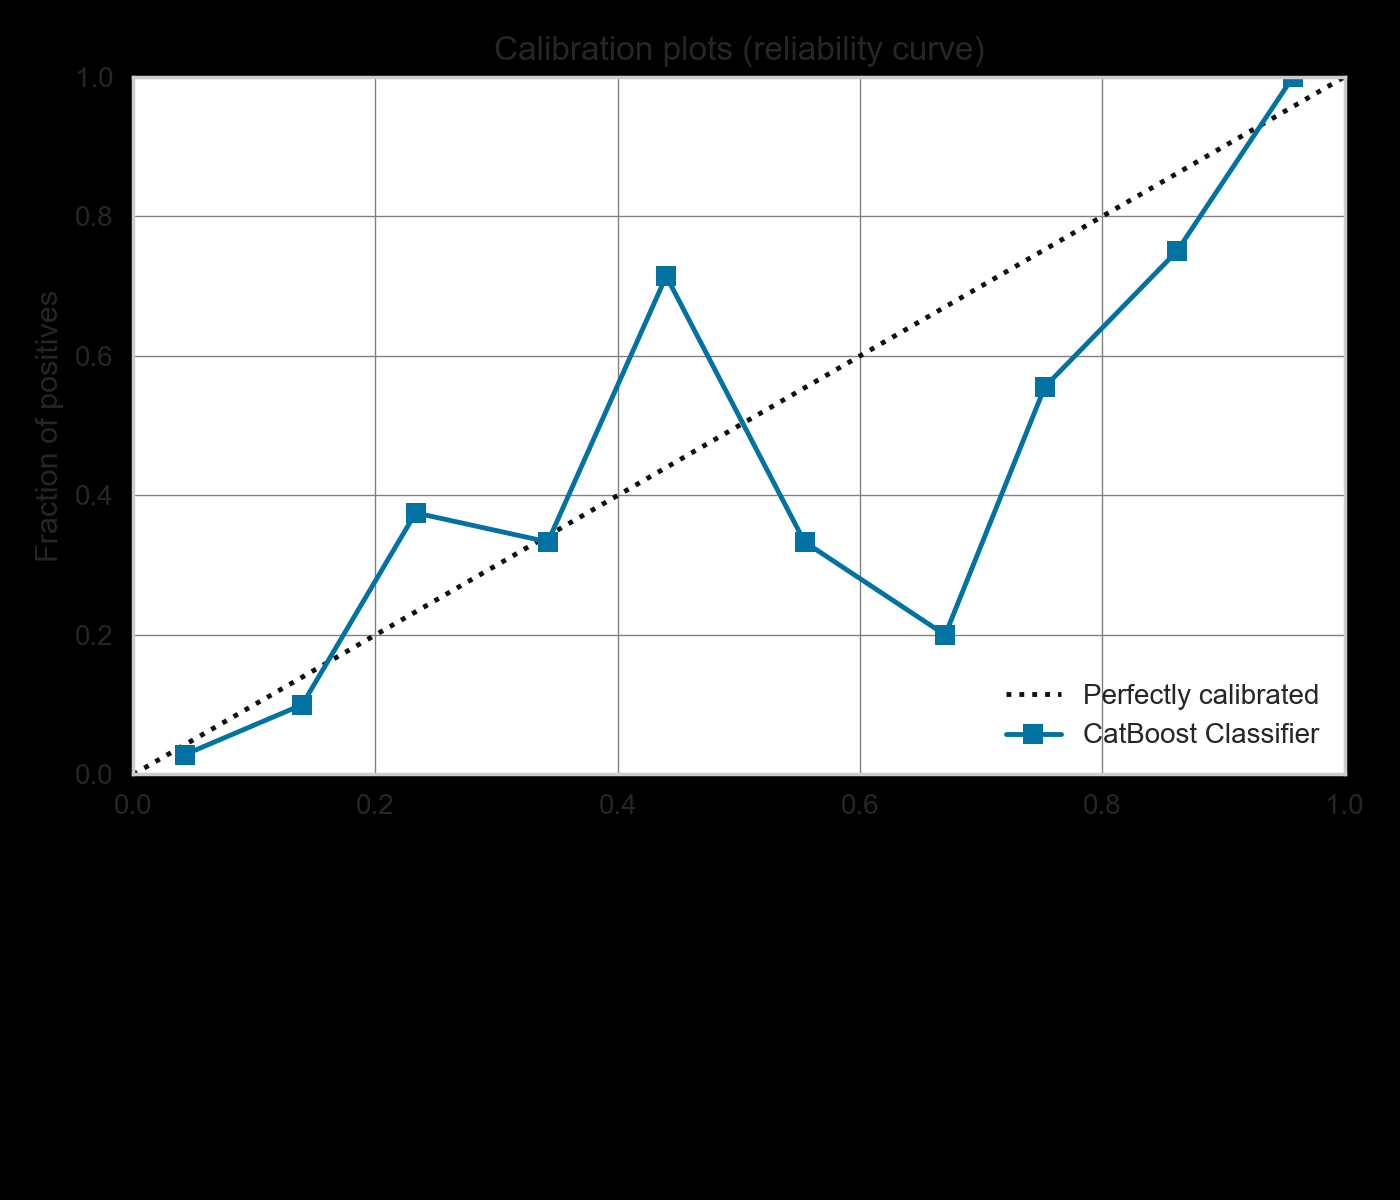 Calibration plots (reliability curve)
1.0
0.8
0.6
0.4
0.2
0.0
Fraction of positives
0.0 0.2 0.4 0.6 0.8 1.0
Perfectly calibrated
CatBoost Classifier